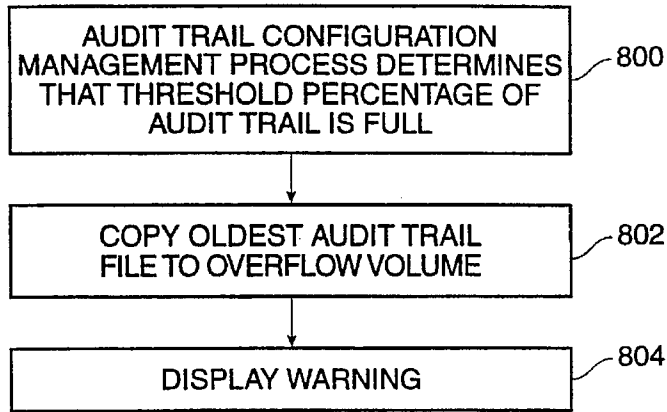 AUDIT TRAIL CONFIGURATION
MANAGEMENT PROCESS DETERMINES
THAT THRESHOLD PERCENTAGE OF
AUDIT TRAIL IS FULL
800
COPY OLDEST AUDIT TRAIL
FILE TO OVERFLOW VOLUME
802
DISPLAY WARNING
804